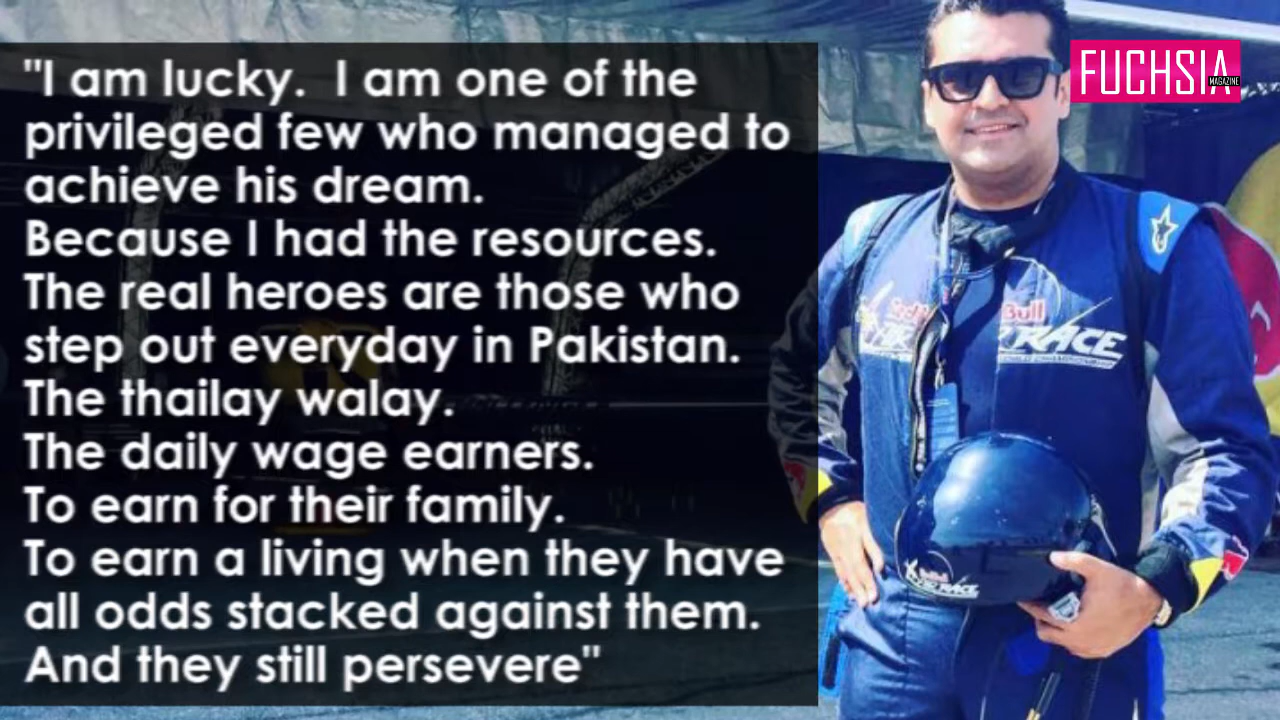 "I am lucky.  I am one of the
privileged few who managed to
achieve his dream.
Because I had the resources.
The real heroes are those who
step out everyday in Pakistan.
The thailay walay.
The daily wage earners.
To earn for their family.
To earn a living when they have
all odds stacked against them.
And they still persevere"
FUCHSIA
MAGAZINE
Bull
RACE
RACE